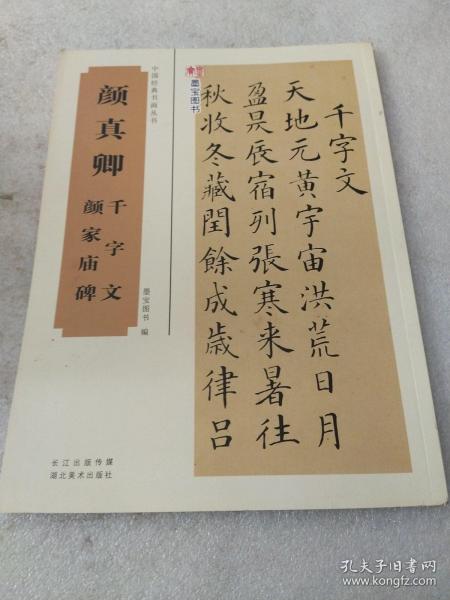 中国经典书画丛书
颜真卿
千字文
颜家庙碑
墨宝图书 编
长江出版传媒
湖北美术出版社
墨宝图书
千字文
天地元黄宇宙洪荒日月
盈昃辰宿列張寒来暑往
秋收冬藏閏餘成歲律吕
孔夫子旧书网
www.kongfz.com